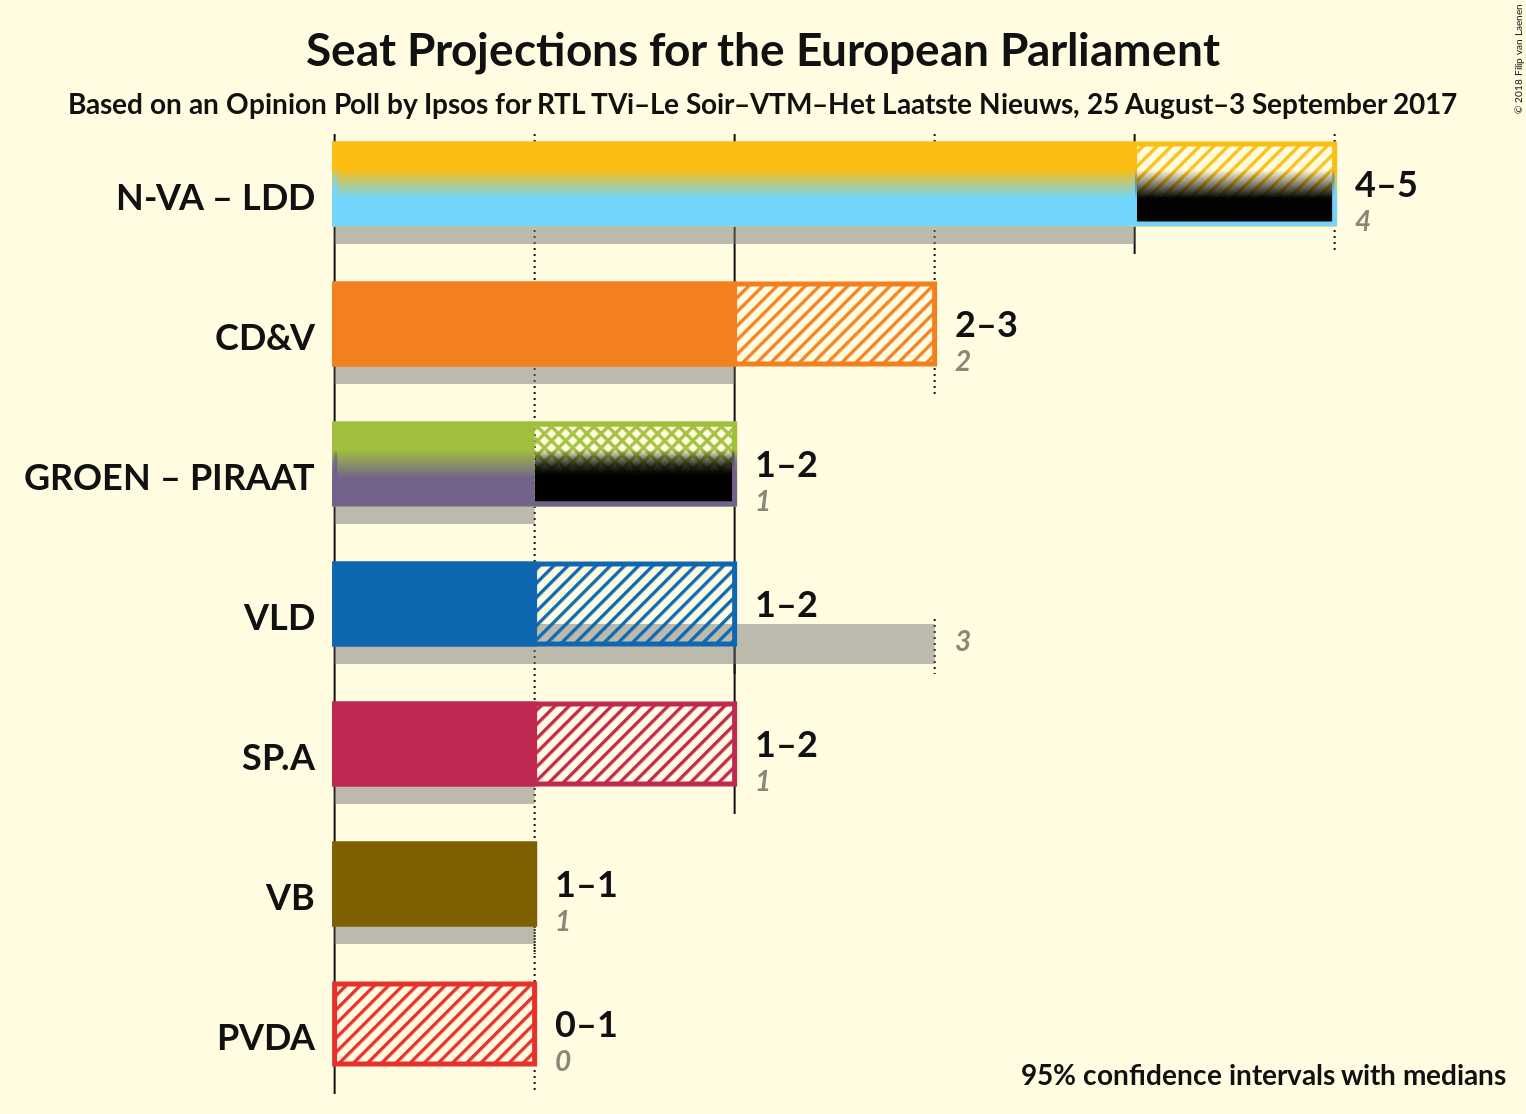 Seat Projections for the European Parliament
Based on an Opinion Poll by Ipsos for RTL TVi–Le Soir–VTM–Het Laatste Nieuws, 25 August–3 September 2017
© 2018 Filip van Laenen
N-VA – LDD
4–5
4
CD&V
2–3
2
GROEN – PIRAAT
1–2
1
VLD
1–2
3
SP.A
1–2
1
VB
1–1
1
PVDA
0–1
0
95% confidence intervals with medians